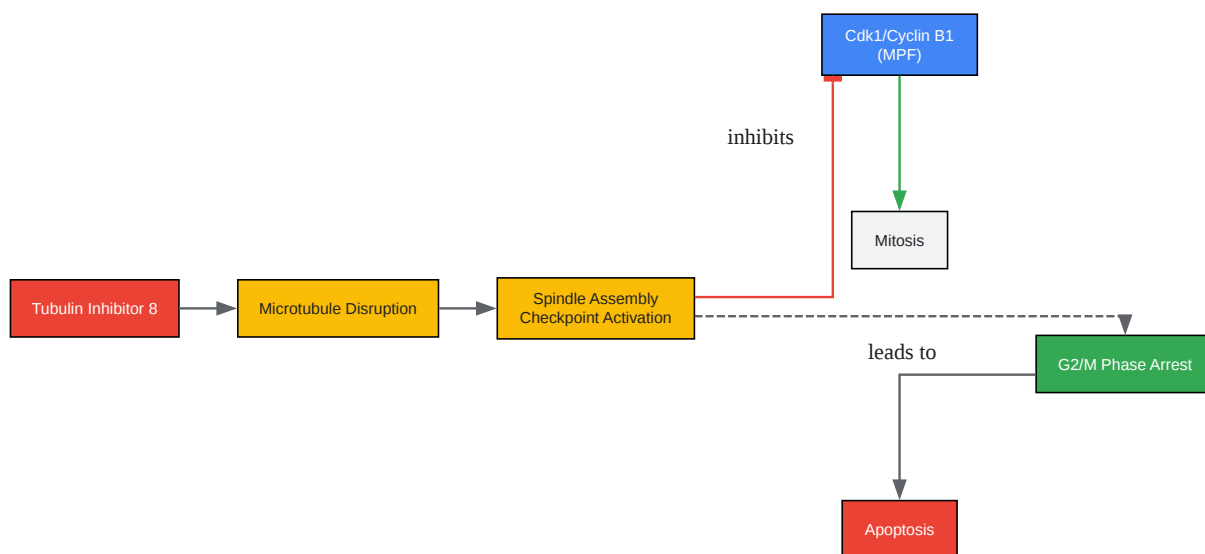 Cdk1/Cyclin B1
(MPF)
inhibits
Mitosis
Tubulin Inhibitor 8
Microtubule Disruption
Spindle Assembly
Checkpoint Activation
leads to
G2/M Phase Arrest
Apoptosis